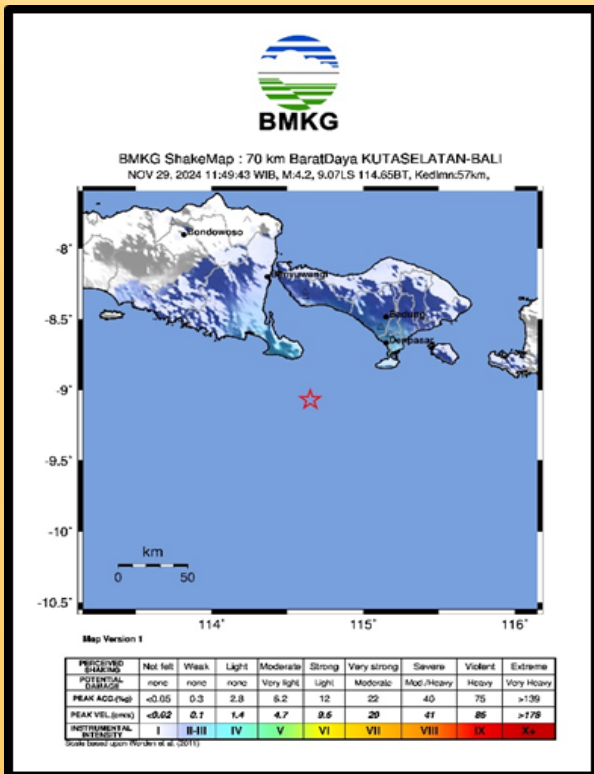 BMKG
BMKG ShakeMap : 70 km BaratDaya KUTASELATAN-BALI
NOV 29, 2024 11:49:43 WIB, M:4.2, 9.07LS 114.65BT, Kedlmn:57km,
-8°
-8.5°
-9°
-9.5°
-10°
-10.5°
Bondowoso
Banyuwangi
Badung
Denpasar
km
0 50
114° 115° 116°
Map Version 1
PERCEIVED SHAKING Not felt Weak Light Moderate Strong Very strong Severe Violent Extreme
POTENTIAL DAMAGE none none none Very light Light Moderate Mod./Heavy Heavy Very Heavy
PEAK ACC.(%g) <0.05 0.3 2.8 6.2 12 22 40 75 >139
PEAK VEL.(cm/s) <0.02 0.1 1.4 4.7 9.6 20 41 86 >178
INSTRUMENTAL INTENSITY I II-III IV V VI VII VIII IX X+
Scale based upon Worden et al. (2011)